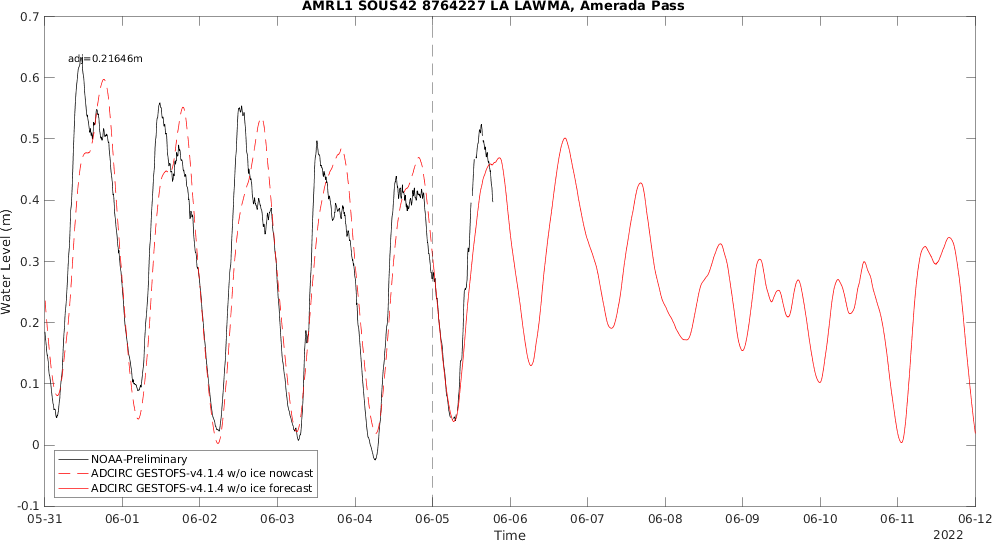 AMRL1 SOUS42 8764227 LA LAWMA, Amerada Pass
adj=0.21646m
0.7
0.6
0.5
0.4
0.3
0.2
0.1
0
-0.1
Water Level (m)
NOAA-Preliminary
ADCIRC GESTOFS-v4.1.4 w/o ice nowcast
ADCIRC GESTOFS-v4.1.4 w/o ice forecast
05-31 06-01 06-02 06-03 06-04 06-05 06-06 06-07 06-08 06-09 06-10 06-11 06-12
Time
2022